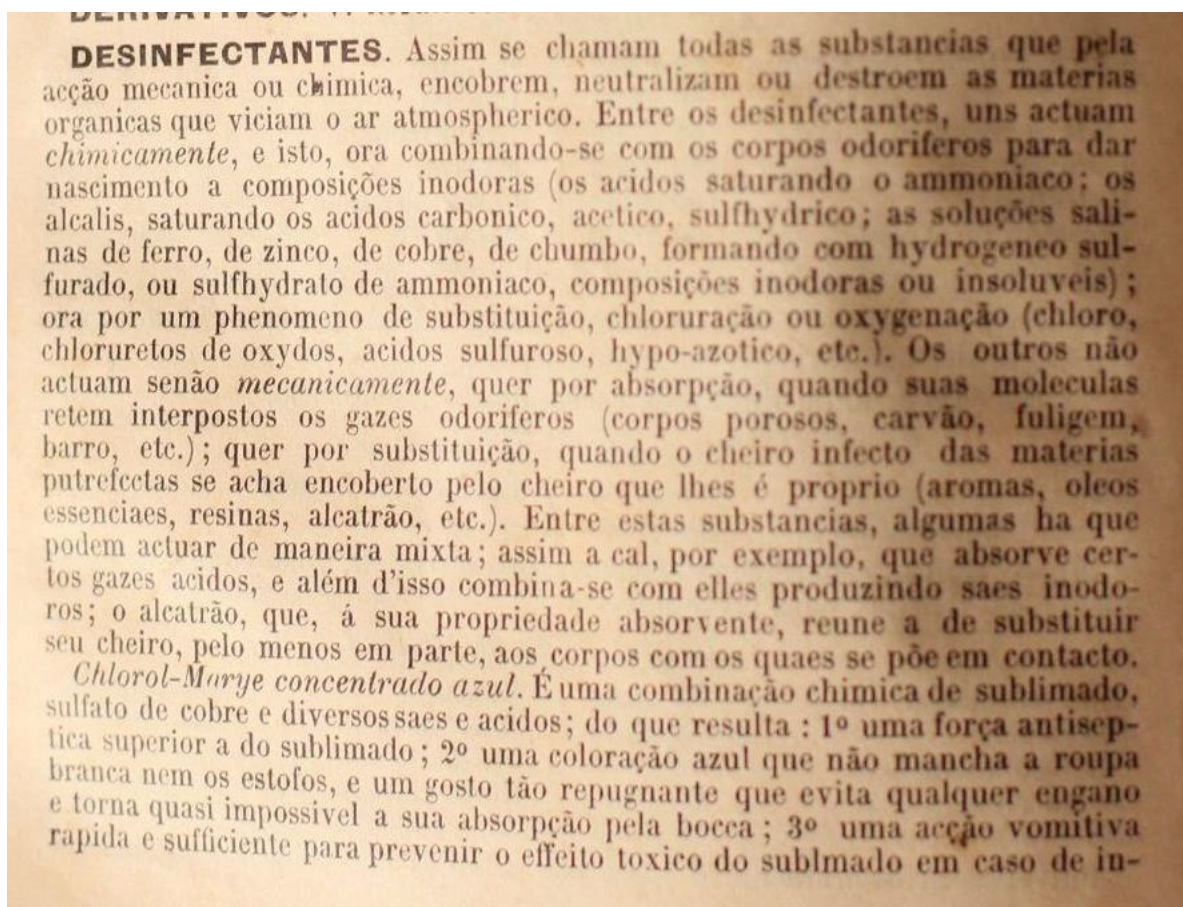 DERIVATIVOS. V.
DESINFECTANTES. Assim se chamam todas as substancias que pela
acção mecanica ou chimica, encobrem, neutralizam ou destroem as materias
organicas que viciam o ar atmospherico. Entre os desinfectantes, uns actuam
chimicamente, e isto, ora combinando-se com os corpos odoriferos para dar
nascimento a composições inodoras (os acidos saturando o ammoniaco; os
alcalis, saturando os acidos carbonico, acetico, sulfhydrico; as soluções sali-
nas de ferro, de zinco, de cobre, de chumbo, formando com hydrogeneo sul-
furado, ou sulfhydrato de ammoniaco, composições inodoras ou insoluveis) ;
ora por um phenomeno de substituição, chloruração ou oxygenação (chloro,
chloruretos de oxydos, acidos sulfuroso, hypo-azotico, etc.). Os outros não
actuam senão mecanicamente, quer por absorpção, quando suas moleculas
retem interpostos os gazes odoriferos (corpos porosos, carvão, fuligem,
barro, etc.) ; quer por substituição, quando o cheiro infecto das materias
putrefectas se acha encoberto pelo cheiro que lhes é proprio (aromas, oleos
essenciaes, resinas, alcatrão, etc.). Entre estas substancias, algumas ha que
podem actuar de maneira mixta ; assim a cal, por exemplo, que absorve cer-
tos gazes acidos, e além d'isso combina-se com elles produzindo saes inodo-
ros ; o alcatrão, que, á sua propriedade absorvente, reune a de substituir
seu cheiro, pelo menos em parte, aos corpos com os quaes se põe em contacto.
Chlorol-Marye concentrado azul. É uma combinação chimica de sublimado,
sulfato de cobre e diversos saes e acidos ; do que resulta : 1º uma força antisep-
tica superior a do sublimado ; 2º uma coloração azul que não mancha a roupa
branca nem os estofos, e um gosto tão repugnante que evita qualquer engano
e torna quasi impossivel a sua absorpção pela bocca ; 3º uma acção vomitiva
rapida e sufficiente para prevenir o effeito toxico do sublmado em caso de in-